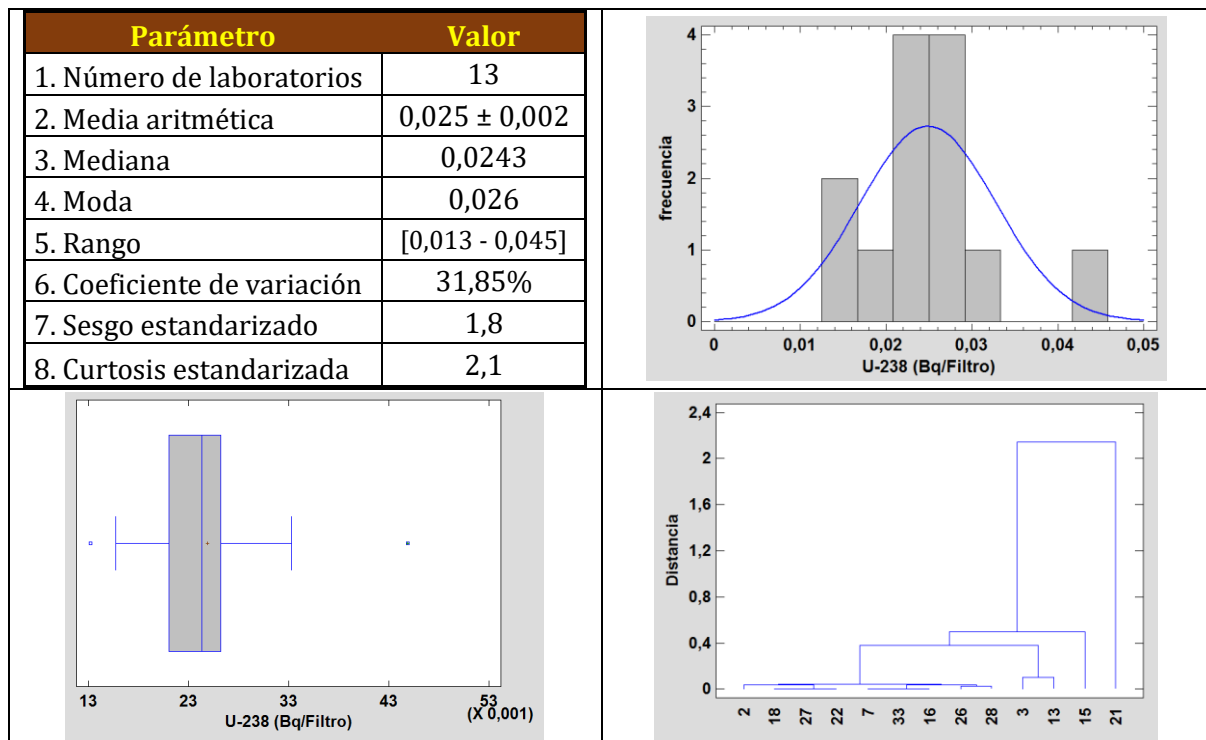 Parámetro Valor
1. Número de laboratorios 13
2. Media aritmética 0,025 ± 0,002
3. Mediana 0,0243
4. Moda 0,026
5. Rango [0,013 - 0,045]
6. Coeficiente de variación 31,85%
7. Sesgo estandarizado 1,8
8. Curtosis estandarizada 2,1
frecuencia
4
3
2
1
0
0 0,01 0,02 0,03 0,04 0,05
U-238 (Bq/Filtro)
13 23 33 43 53
(X 0,001)
U-238 (Bq/Filtro)
Distancia
2,4
2
1,6
1,2
0,8
0,4
0
2 18 27 22 7 33 16 26 28 3 13 15 21